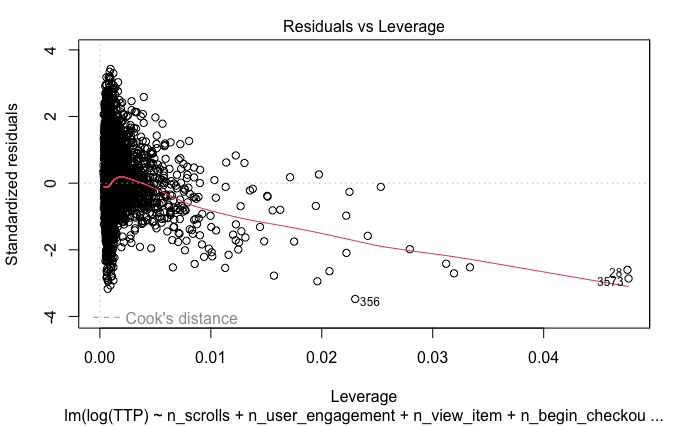 Residuals vs Leverage
Standardized residuals
4
2
0
-2
-4
28
3573
356
Cook's distance
0.00 0.01 0.02 0.03 0.04
Leverage
lm(log(TTP) ~ n_scrolls + n_user_engagement + n_view_item + n_begin_checkou ...